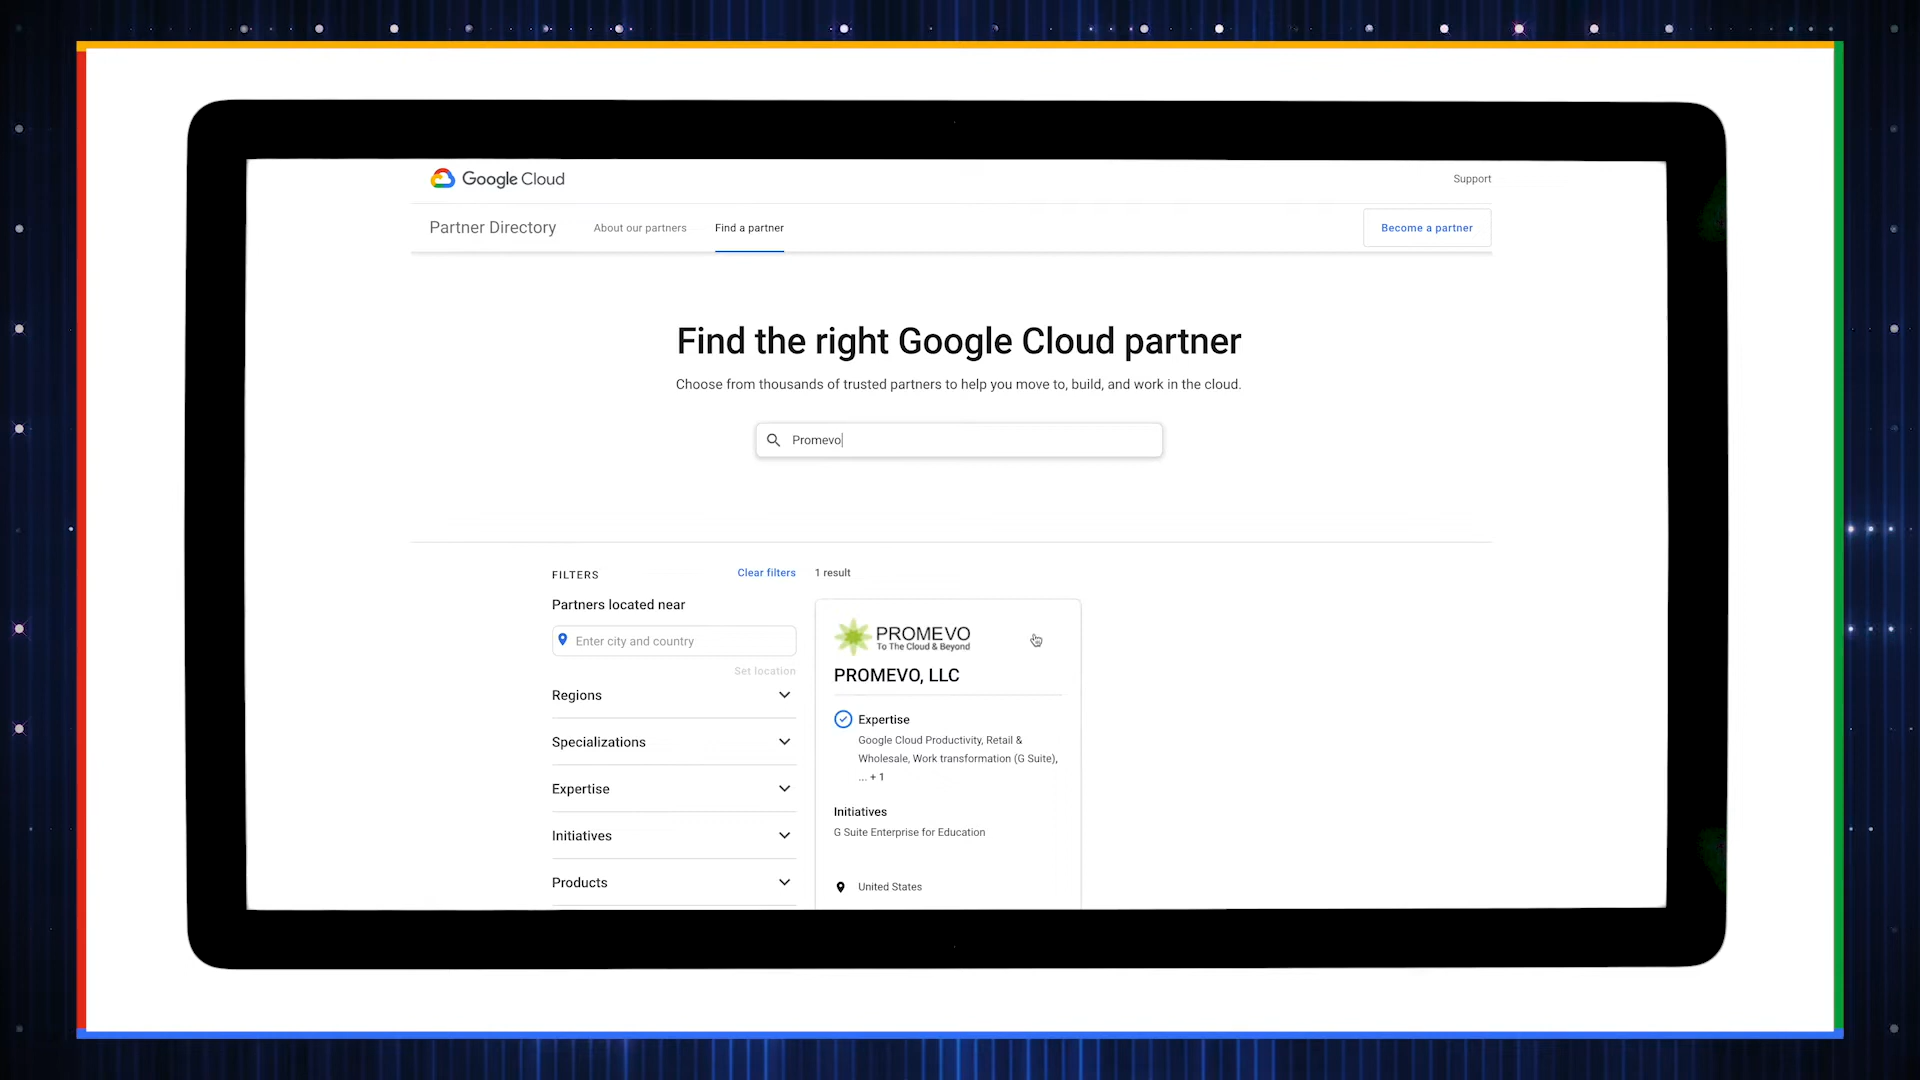 Google Cloud
Support
Partner Directory
About our partners
Find a partner
Become a partner
Find the right Google Cloud partner
Choose from thousands of trusted partners to help you move to, build, and work in the cloud.
Promevo
FILTERS
Clear filters
1 result
Partners located near
Enter city and country
Set location
Regions
Specializations
Expertise
Initiatives
Products
PROMEVO
To The Cloud & Beyond
PROMEVO, LLC
Expertise
Google Cloud Productivity, Retail &
Wholesale, Work transformation (G Suite),
... + 1
Initiatives
G Suite Enterprise for Education
United States